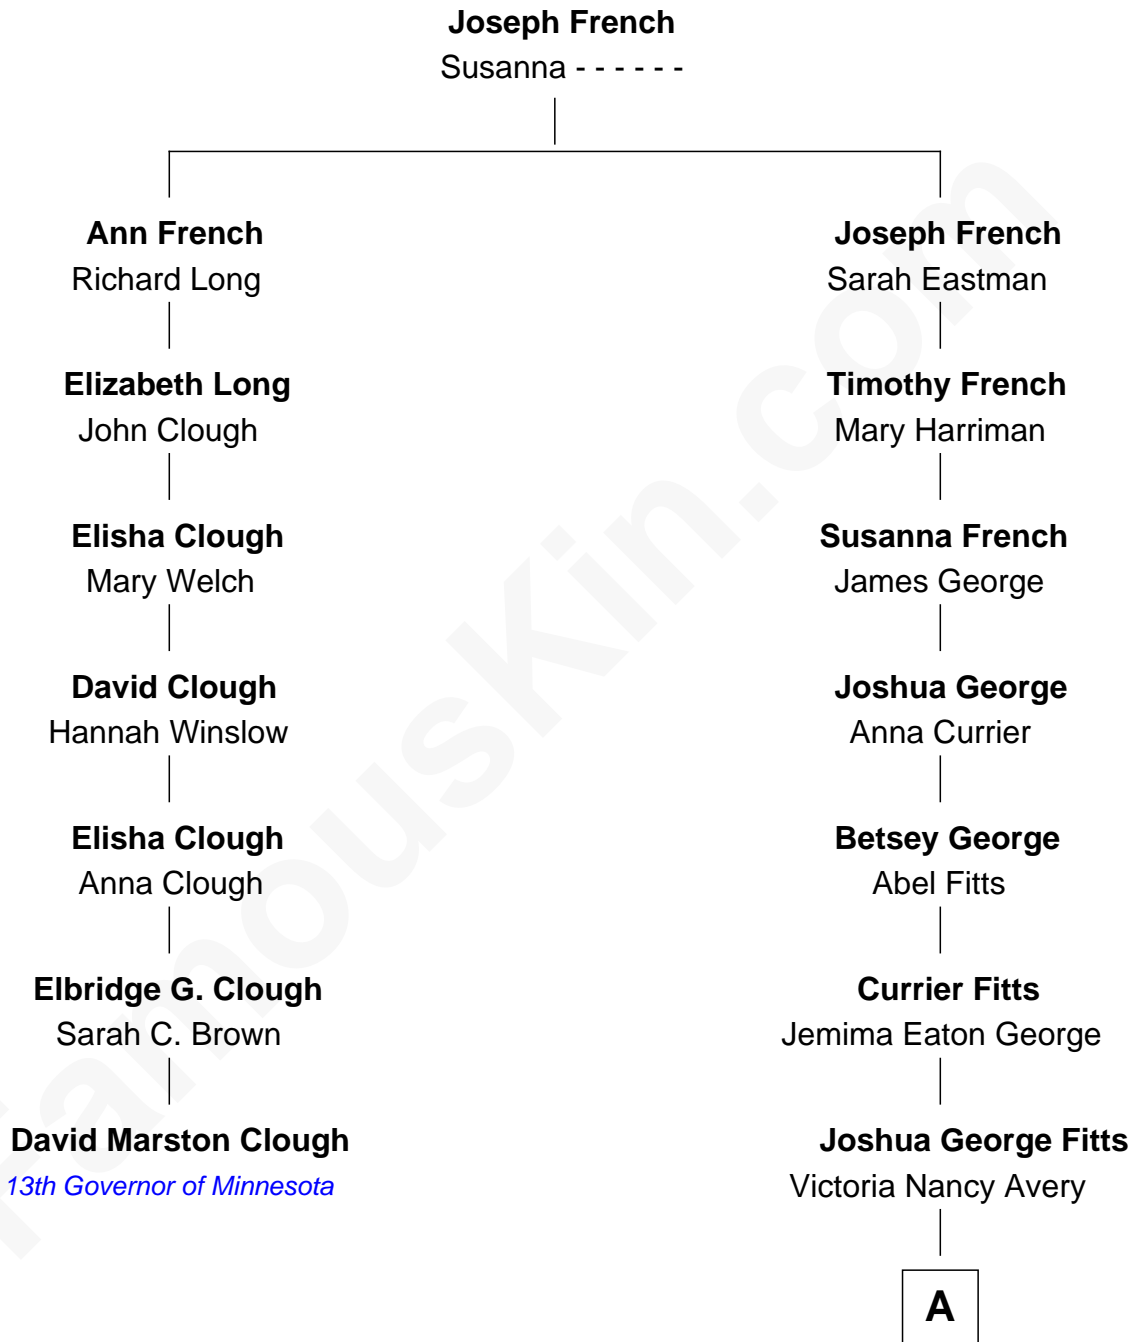 Joseph French
Susanna - - - - - -
Ann French
Richard Long
Joseph French
Sarah Eastman
Elizabeth Long
John Clough
Timothy French
Mary Harriman
Elisha Clough
Mary Welch
Susanna French
James George
David Clough
Hannah Winslow
Joshua George
Anna Currier
Elisha Clough
Anna Clough
Betsey George
Abel Fitts
Elbridge G. Clough
Sarah C. Brown
Currier Fitts
Jemima Eaton George
David Marston Clough
13th Governor of Minnesota
Joshua George Fitts
Victoria Nancy Avery
A
FamousKin.com